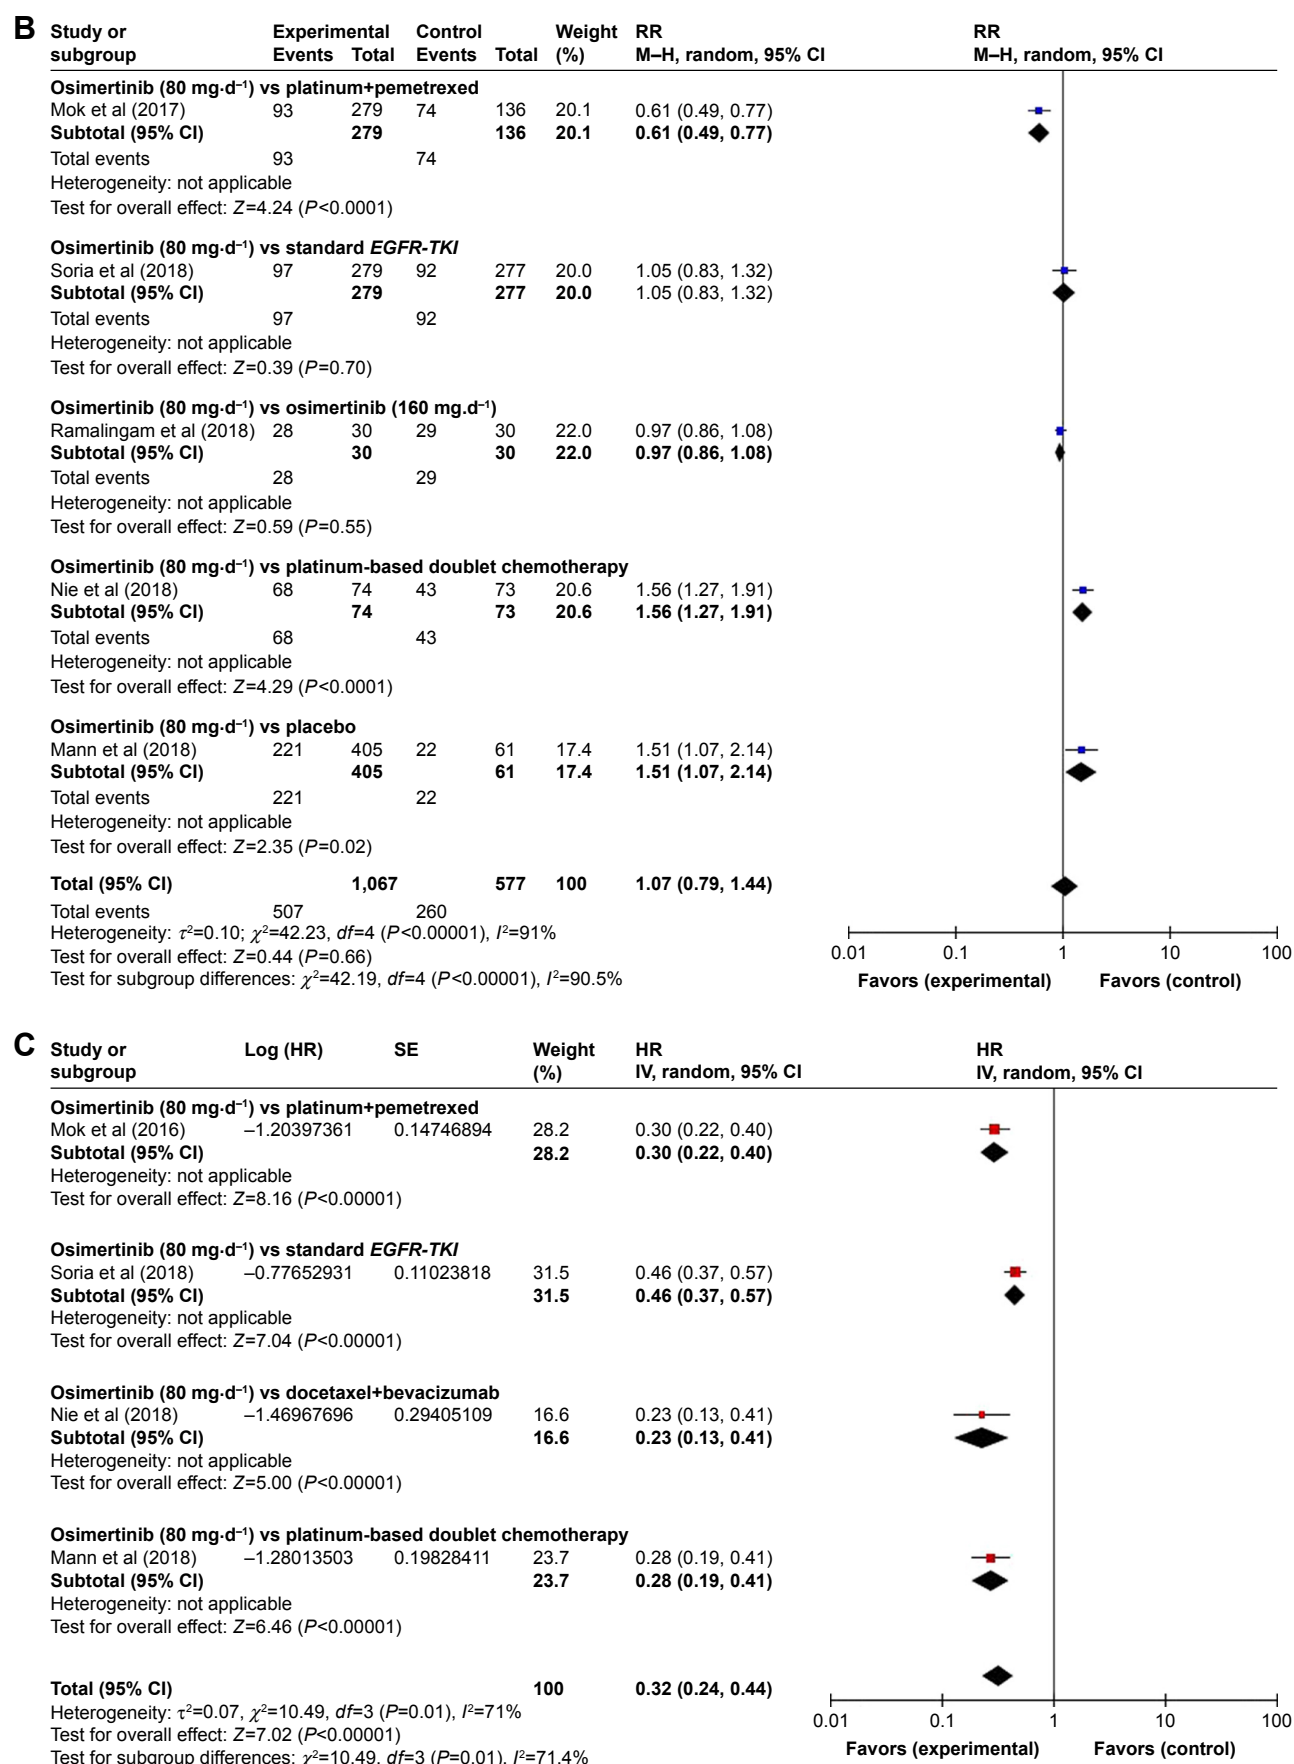 B Study or Experimental Control Weight RR RR
subgroup Events Total Events Total (%) M–H, random, 95% CI M–H, random, 95% CI
Osimertinib (80 mg·d⁻¹) vs platinum+pemetrexed
Mok et al (2017) 93 279 74 136 20.1 0.61 (0.49, 0.77)
Subtotal (95% CI) 279 136 20.1 0.61 (0.49, 0.77)
Total events 93 74
Heterogeneity: not applicable
Test for overall effect: Z=4.24 (P<0.0001)
Osimertinib (80 mg·d⁻¹) vs standard EGFR-TKI
Soria et al (2018) 97 279 92 277 20.0 1.05 (0.83, 1.32)
Subtotal (95% CI) 279 277 20.0 1.05 (0.83, 1.32)
Total events 97 92
Heterogeneity: not applicable
Test for overall effect: Z=0.39 (P=0.70)
Osimertinib (80 mg·d⁻¹) vs osimertinib (160 mg.d⁻¹)
Ramalingam et al (2018) 28 30 29 30 22.0 0.97 (0.86, 1.08)
Subtotal (95% CI) 30 30 22.0 0.97 (0.86, 1.08)
Total events 28 29
Heterogeneity: not applicable
Test for overall effect: Z=0.59 (P=0.55)
Osimertinib (80 mg·d⁻¹) vs platinum-based doublet chemotherapy
Nie et al (2018) 68 74 43 73 20.6 1.56 (1.27, 1.91)
Subtotal (95% CI) 74 73 20.6 1.56 (1.27, 1.91)
Total events 68 43
Heterogeneity: not applicable
Test for overall effect: Z=4.29 (P<0.0001)
Osimertinib (80 mg·d⁻¹) vs placebo
Mann et al (2018) 221 405 22 61 17.4 1.51 (1.07, 2.14)
Subtotal (95% CI) 405 61 17.4 1.51 (1.07, 2.14)
Total events 221 22
Heterogeneity: not applicable
Test for overall effect: Z=2.35 (P=0.02)
Total (95% CI) 1,067 577 100 1.07 (0.79, 1.44)
Total events 507 260
Heterogeneity: τ²=0.10; χ²=42.23, df=4 (P<0.00001), I²=91%
Test for overall effect: Z=0.44 (P=0.66)
Test for subgroup differences: χ²=42.19, df=4 (P<0.00001), I²=90.5%
0.01 0.1 1 10 100
Favors (experimental) Favors (control)
C Study or Log (HR) SE Weight HR HR
subgroup (%) IV, random, 95% CI IV, random, 95% CI
Osimertinib (80 mg·d⁻¹) vs platinum+pemetrexed
Mok et al (2016) –1.20397361 0.14746894 28.2 0.30 (0.22, 0.40)
Subtotal (95% CI) 28.2 0.30 (0.22, 0.40)
Heterogeneity: not applicable
Test for overall effect: Z=8.16 (P<0.00001)
Osimertinib (80 mg·d⁻¹) vs standard EGFR-TKI
Soria et al (2018) –0.77652931 0.11023818 31.5 0.46 (0.37, 0.57)
Subtotal (95% CI) 31.5 0.46 (0.37, 0.57)
Heterogeneity: not applicable
Test for overall effect: Z=7.04 (P<0.00001)
Osimertinib (80 mg·d⁻¹) vs docetaxel+bevacizumab
Nie et al (2018) –1.46967696 0.29405109 16.6 0.23 (0.13, 0.41)
Subtotal (95% CI) 16.6 0.23 (0.13, 0.41)
Heterogeneity: not applicable
Test for overall effect: Z=5.00 (P<0.00001)
Osimertinib (80 mg·d⁻¹) vs platinum-based doublet chemotherapy
Mann et al (2018) –1.28013503 0.19828411 23.7 0.28 (0.19, 0.41)
Subtotal (95% CI) 23.7 0.28 (0.19, 0.41)
Heterogeneity: not applicable
Test for overall effect: Z=6.46 (P<0.00001)
Total (95% CI) 100 0.32 (0.24, 0.44)
Heterogeneity: τ²=0.07, χ²=10.49, df=3 (P=0.01), I²=71%
Test for overall effect: Z=7.02 (P<0.00001)
Test for subgroup differences: χ²=10.49, df=3 (P=0.01), I²=71.4%
0.01 0.1 1 10 100
Favors (experimental) Favors (control)